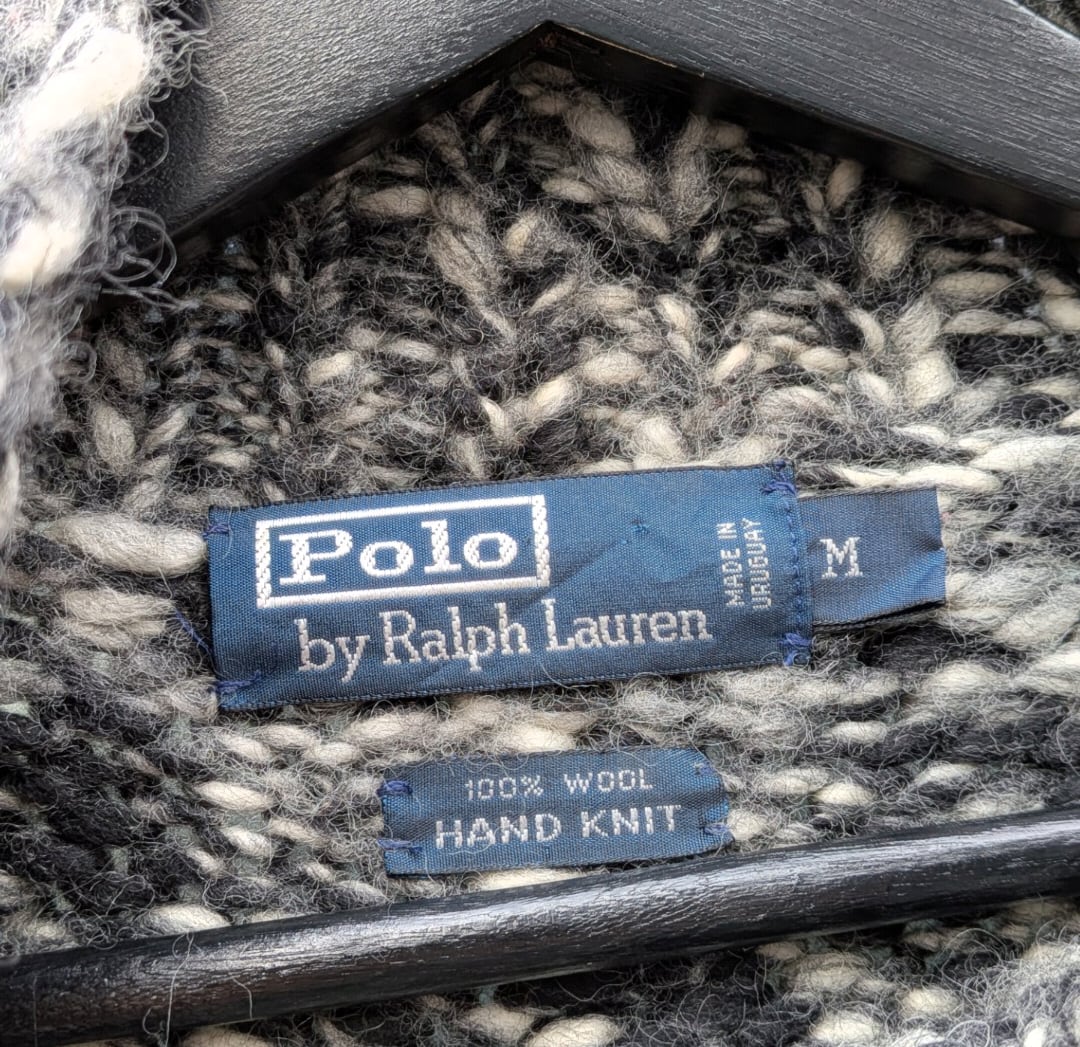 Polo
by Ralph Lauren
MADE IN
URUGUAY
M
100% WOOL
HAND KNIT